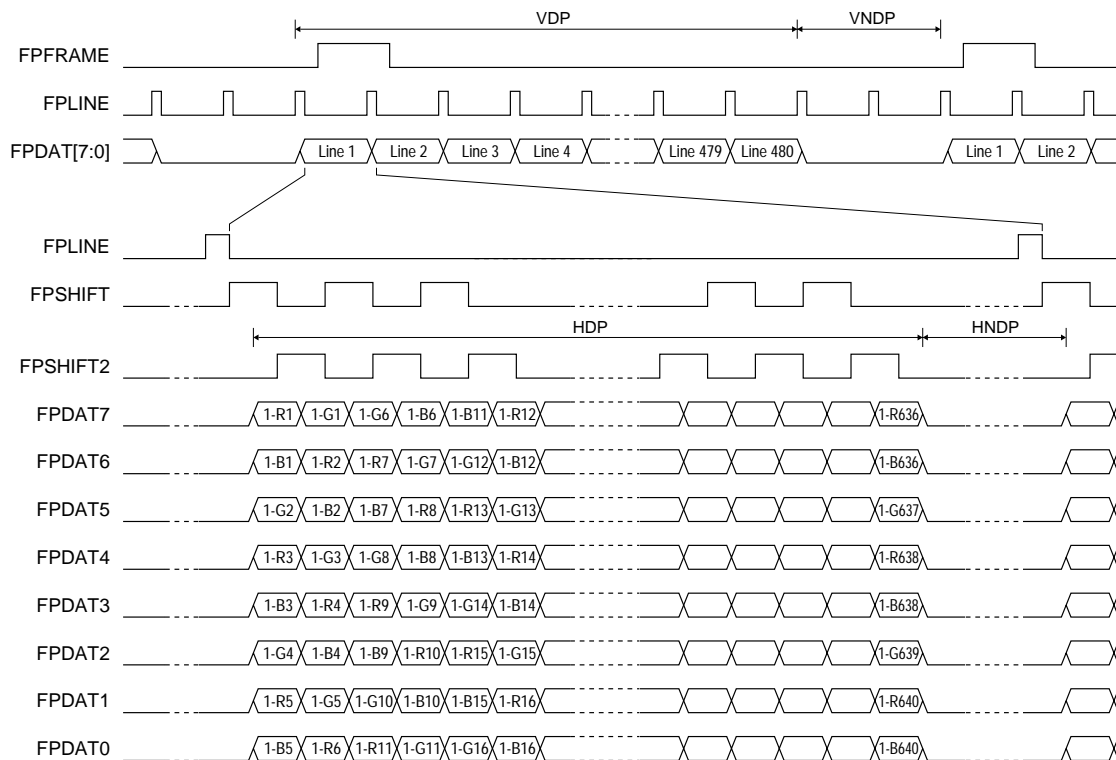 VDP VNDP
FPFRAME
FPLINE
FPDAT[7:0] Line 1 Line 2 Line 3 Line 4 Line 479 Line 480 Line 1 Line 2
FPLINE
FPSHIFT
HDP HNDP
FPSHIFT2
FPDAT7 1-R1 1-G1 1-G6 1-B6 1-B11 1-R12 1-R636
FPDAT6 1-B1 1-R2 1-R7 1-G7 1-G12 1-B12 1-B636
FPDAT5 1-G2 1-B2 1-B7 1-R8 1-R13 1-G13 1-G637
FPDAT4 1-R3 1-G3 1-G8 1-B8 1-B13 1-R14 1-R638
FPDAT3 1-B3 1-R4 1-R9 1-G9 1-G14 1-B14 1-B638
FPDAT2 1-G4 1-B4 1-B9 1-R10 1-R15 1-G15 1-G639
FPDAT1 1-R5 1-G5 1-G10 1-B10 1-B15 1-R16 1-R640
FPDAT0 1-B5 1-R6 1-R11 1-G11 1-G16 1-B16 1-B640